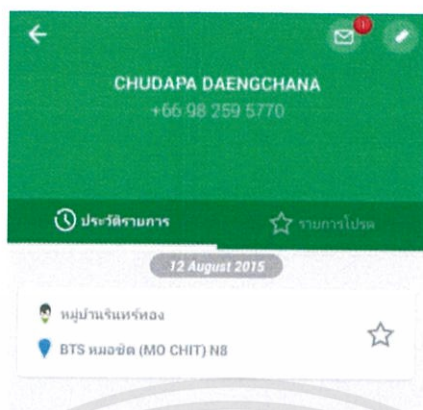 1
CHUDAPA DAENGCHANA
+66 98 259 5770
ประวัติรายการ
รายการโปรด
12 August 2015
หมู่บ้านรินทร์ทอง
BTS หมอชิต (MO CHIT) N8